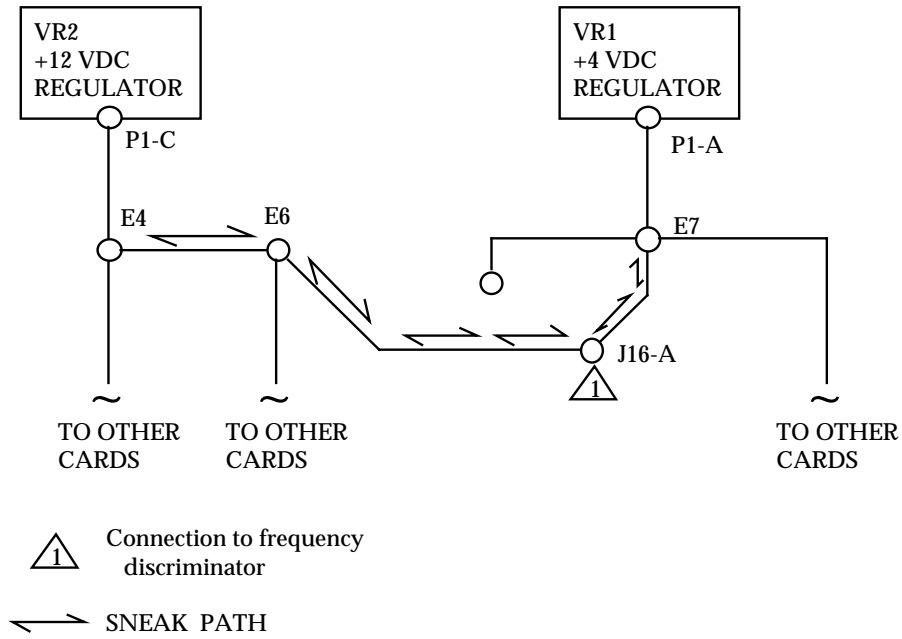 VR2
+12 VDC
REGULATOR
VR1
+4 VDC
REGULATOR
P1-C
P1-A
E4
E6
E7
J16-A
1
TO OTHER
CARDS
TO OTHER
CARDS
TO OTHER
CARDS
1
Connection to frequency
discriminator
SNEAK PATH